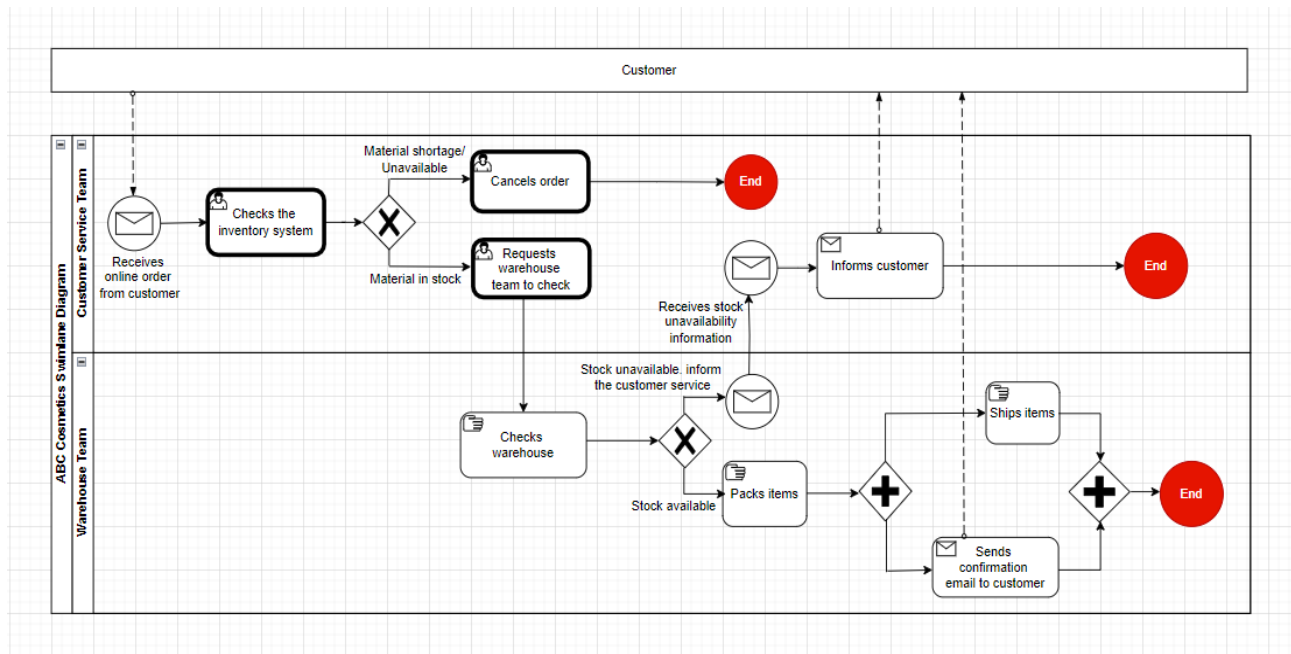 Customer
ABC Cosmetics Swimlane Diagram
Customer Service Team
Receives
online order
from customer
Checks the
inventory system
Material shortage/
Unavailable
Cancels order
End
Material in stock
Requests
warehouse
team to check
Receives stock
unavailability
information
Informs customer
End
Warehouse Team
Checks
warehouse
Stock unavailable. inform
the customer service
Stock available
Packs items
Ships items
Sends
confirmation
email to customer
End